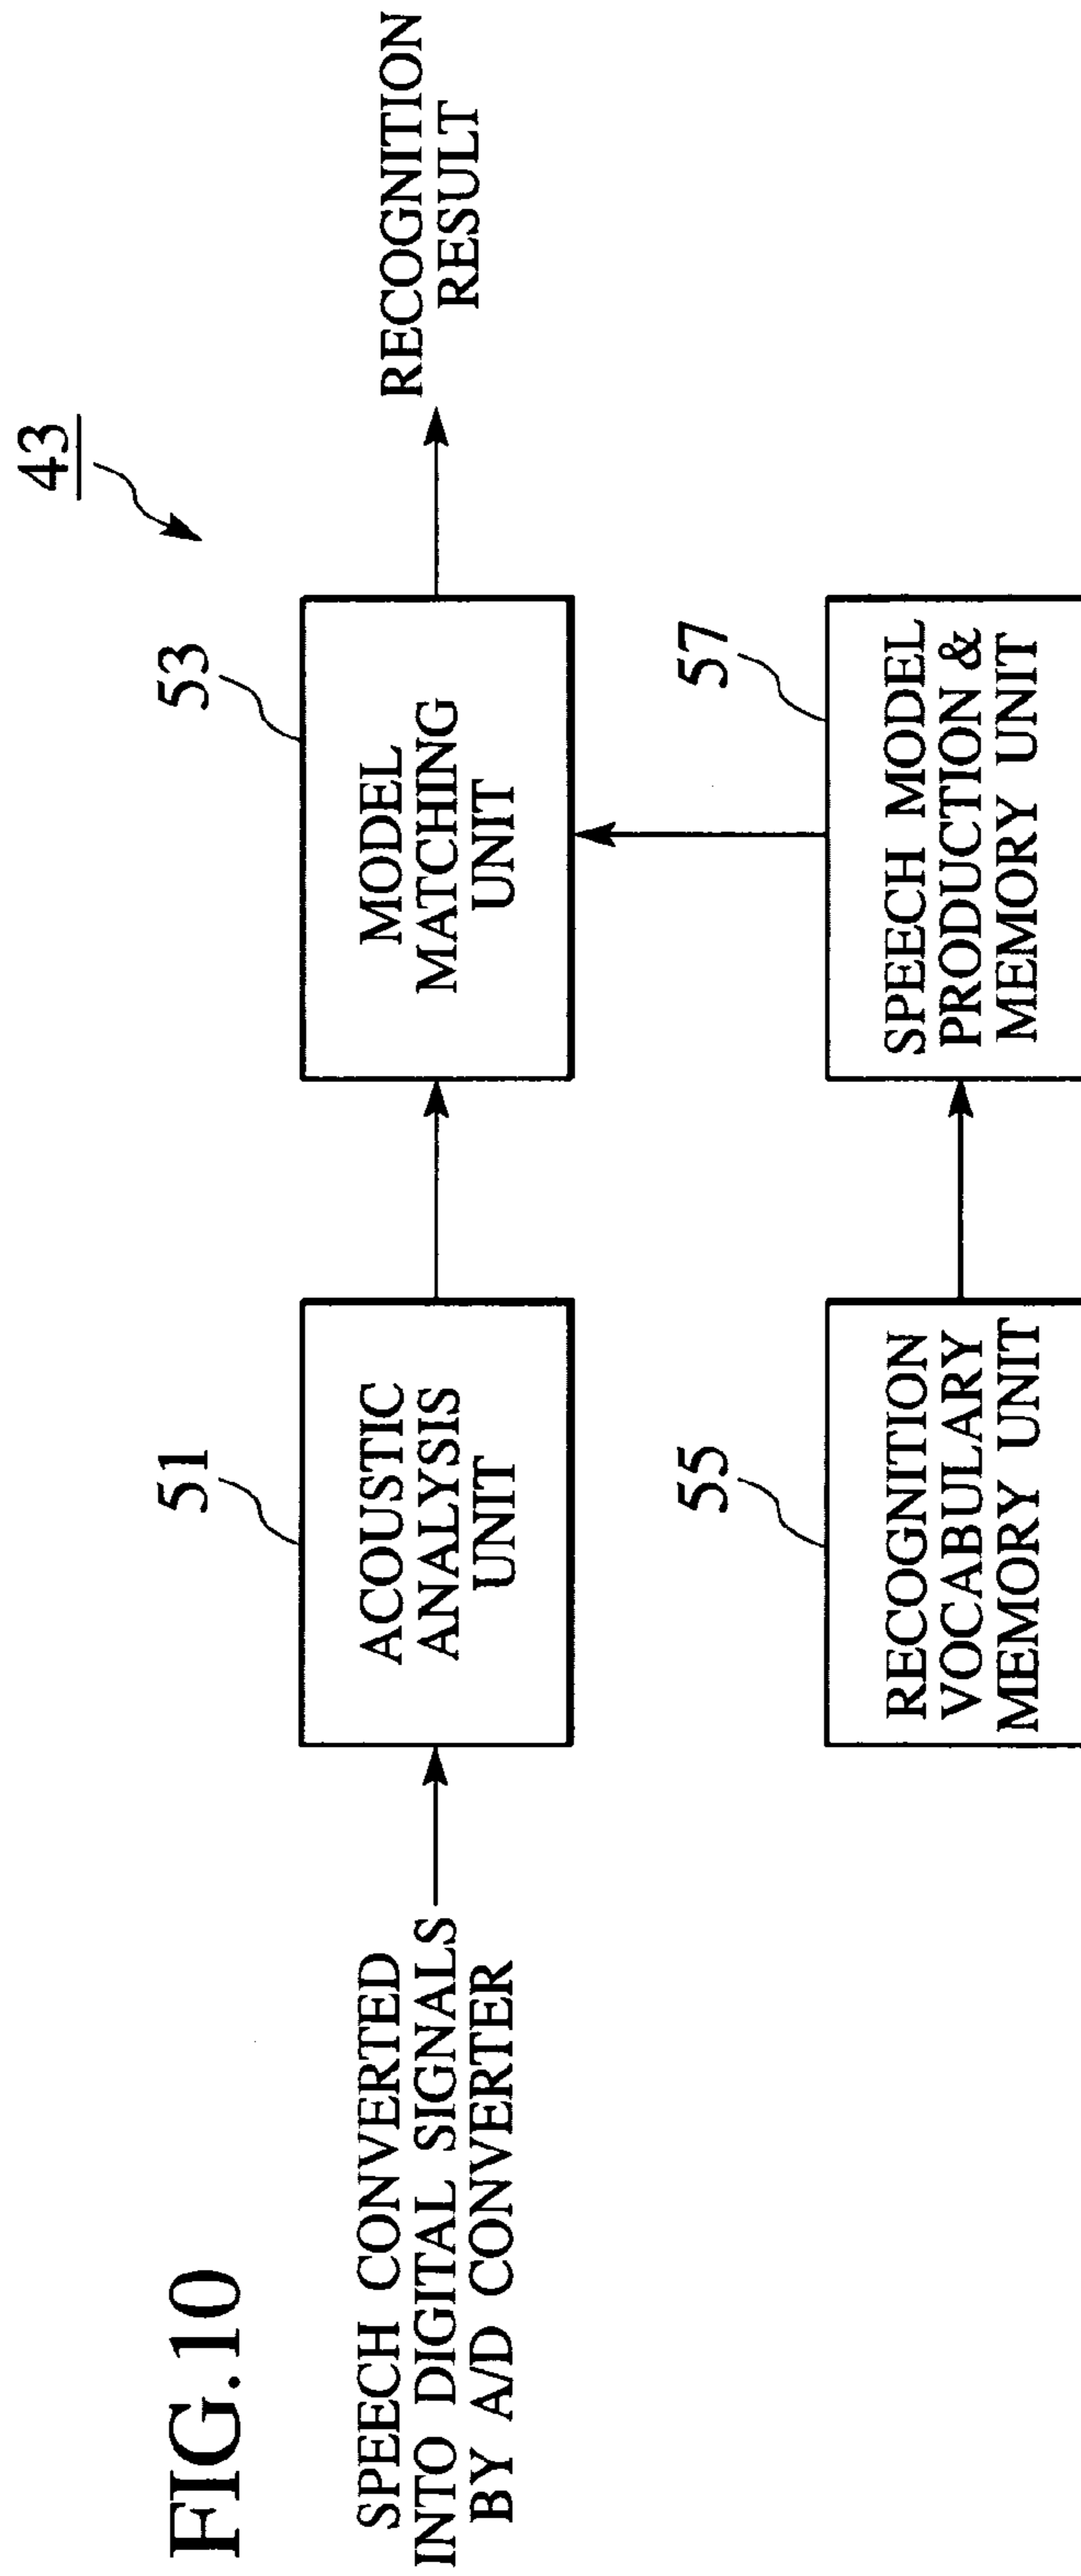 FIG.10
43
SPEECH CONVERTED
INTO DIGITAL SIGNALS
BY A/D CONVERTER
51
ACOUSTIC
ANALYSIS
UNIT
53
MODEL
MATCHING
UNIT
RECOGNITION
RESULT
55
RECOGNITION
VOCABULARY
MEMORY UNIT
57
SPEECH MODEL
PRODUCTION &
MEMORY UNIT